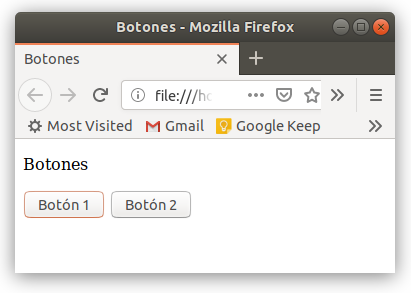 Botones - Mozilla Firefox
Botones
file:///ho
Most Visited Gmail Google Keep
Botones
Botón 1 Botón 2